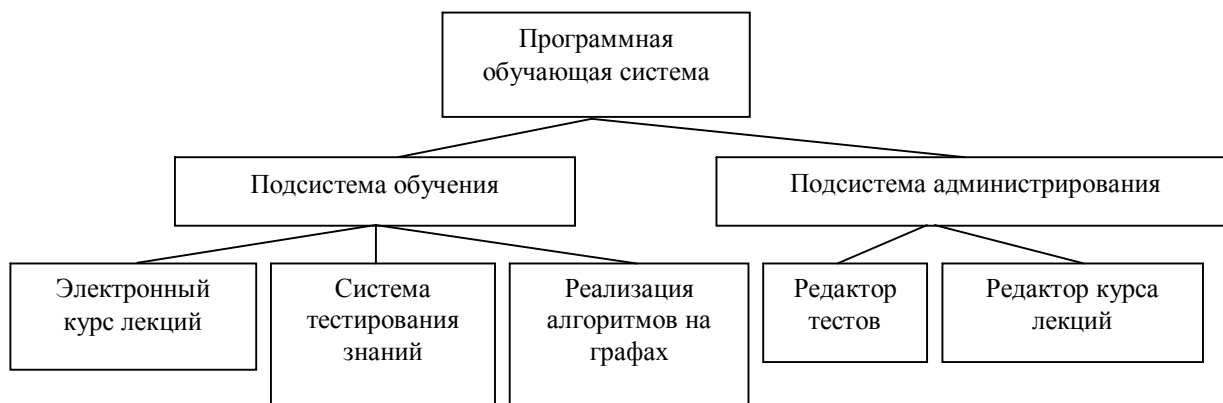 Программная
обучающая система
Подсистема обучения
Подсистема администрирования
Электронный
курс лекций
Система
тестирования
знаний
Реализация
алгоритмов на
графах
Редактор
тестов
Редактор курса
лекций